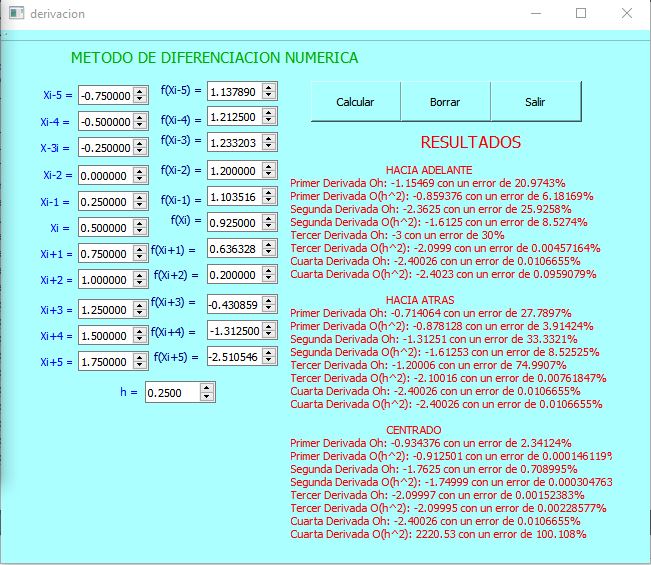 derivacion
METODO DE DIFERENCIACION NUMERICA
Xi-5 = -0.750000 f(Xi-5) = 1.137890
Xi-4 = -0.500000 f(Xi-4) = 1.212500
X-3i = -0.250000 f(Xi-3) = 1.233203
Xi-2 = 0.000000 f(Xi-2) = 1.200000
Xi-1 = 0.250000 f(Xi-1) = 1.103516
Xi = 0.500000 f(Xi) = 0.925000
Xi+1 = 0.750000 f(Xi+1) = 0.636328
Xi+2 = 1.000000 f(Xi+2) = 0.200000
Xi+3 = 1.250000 f(Xi+3) = -0.430859
Xi+4 = 1.500000 f(Xi+4) = -1.312500
Xi+5 = 1.750000 f(Xi+5) = -2.510546
h = 0.2500
Calcular Borrar Salir
RESULTADOS
HACIA ADELANTE
Primer Derivada Oh: -1.15469 con un error de 20.9743%
Primer Derivada O(h^2): -0.859376 con un error de 6.18169%
Segunda Derivada Oh: -2.3625 con un error de 25.9258%
Segunda Derivada O(h^2): -1.6125 con un error de 8.5274%
Tercer Derivada Oh: -3 con un error de 30%
Tercer Derivada O(h^2): -2.0999 con un error de 0.00457164%
Cuarta Derivada Oh: -2.40026 con un error de 0.0106655%
Cuarta Derivada O(h^2): -2.4023 con un error de 0.0959079%
HACIA ATRAS
Primer Derivada Oh: -0.714064 con un error de 27.7897%
Primer Derivada O(h^2): -0.878128 con un error de 3.91424%
Segunda Derivada Oh: -1.31251 con un error de 33.3321%
Segunda Derivada O(h^2): -1.61253 con un error de 8.52525%
Tercer Derivada Oh: -1.20006 con un error de 74.9907%
Tercer Derivada O(h^2): -2.10016 con un error de 0.00761847%
Cuarta Derivada Oh: -2.40026 con un error de 0.0106655%
Cuarta Derivada O(h^2): -2.40026 con un error de 0.0106655%
CENTRADO
Primer Derivada Oh: -0.934376 con un error de 2.34124%
Primer Derivada O(h^2): -0.912501 con un error de 0.000146119%
Segunda Derivada Oh: -1.7625 con un error de 0.708995%
Segunda Derivada O(h^2): -1.74999 con un error de 0.000304763
Tercer Derivada Oh: -2.09997 con un error de 0.00152383%
Tercer Derivada O(h^2): -2.09995 con un error de 0.00228577%
Cuarta Derivada Oh: -2.40026 con un error de 0.0106655%
Cuarta Derivada O(h^2): 2220.53 con un error de 100.108%